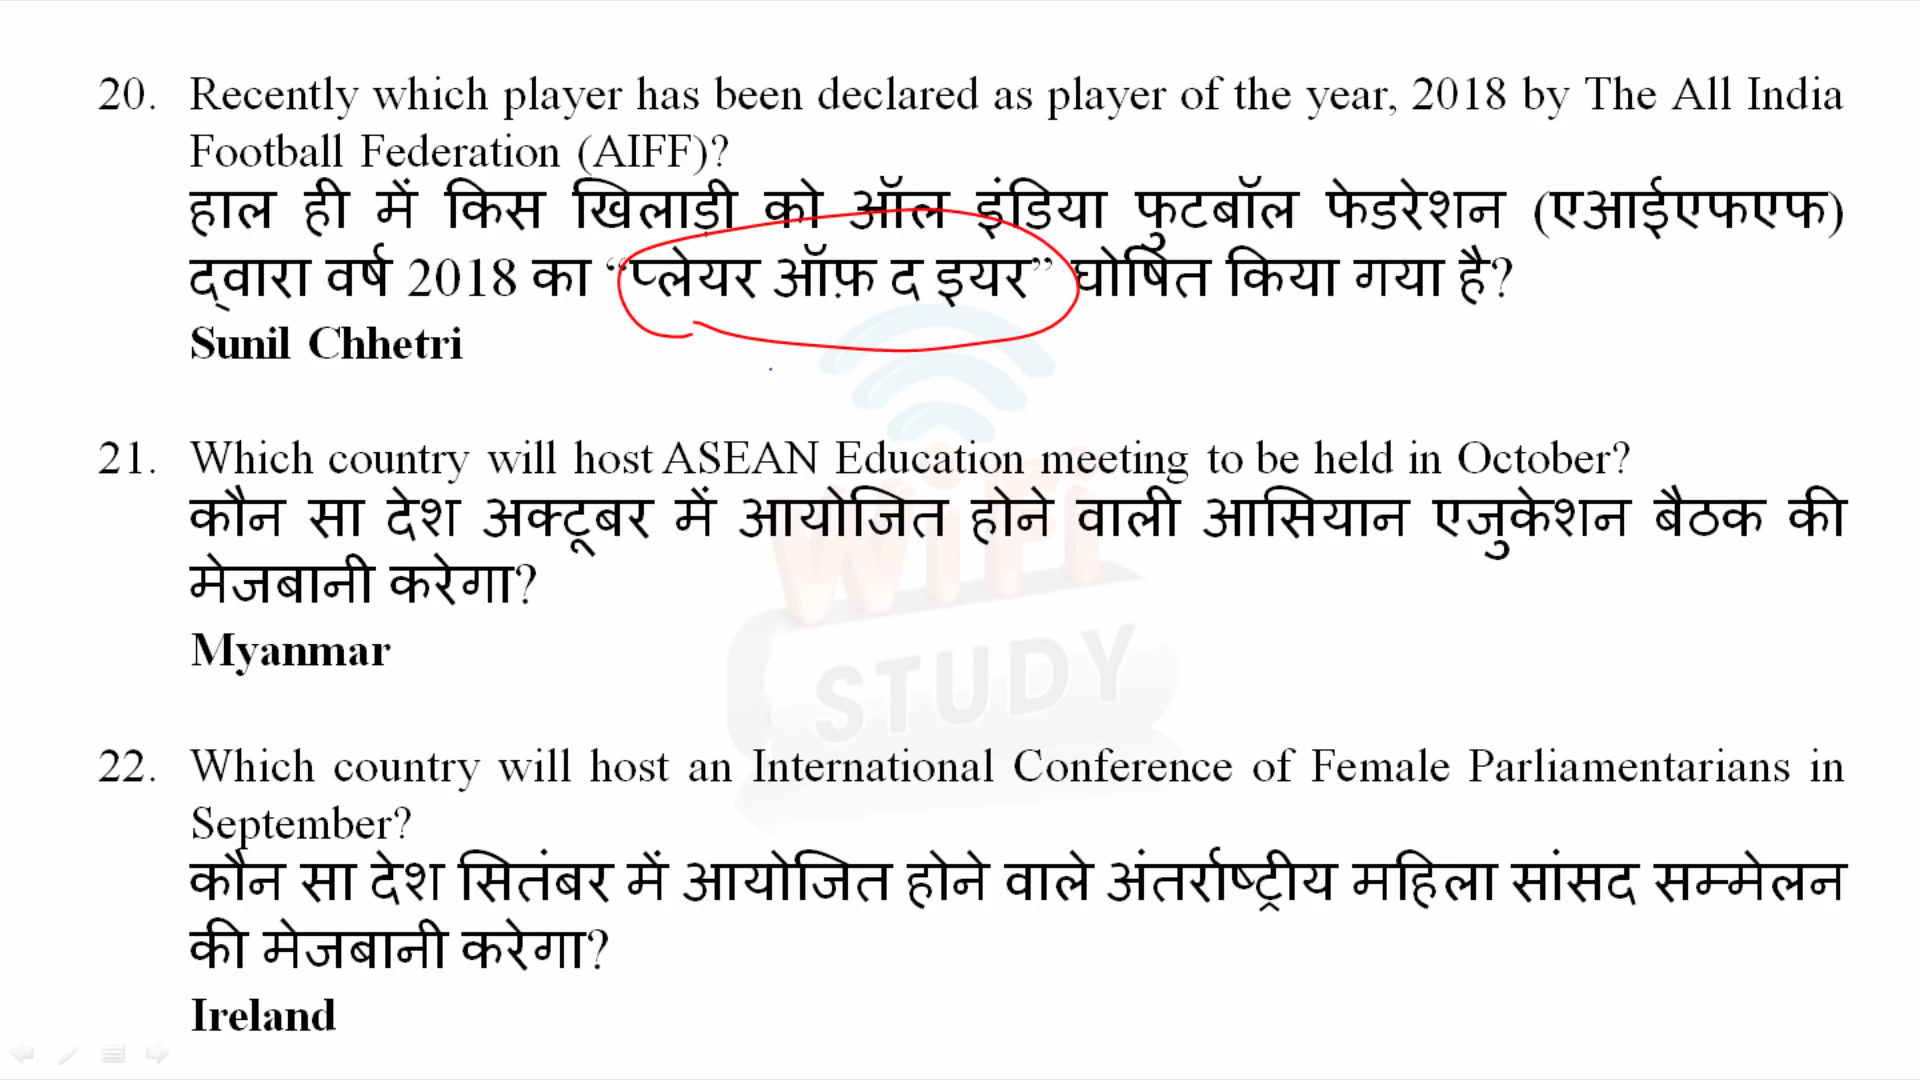 20. Recently which player has been declared as player of the year, 2018 by The All India
Football Federation (AIFF)?
हाल ही में किस खिलाड़ी को ऑल इंडिया फुटबॉल फेडरेशन (एआईएफएफ)
द्वारा वर्ष 2018 का “प्लेयर ऑफ़ द इयर” घोषित किया गया है?
Sunil Chhetri
21. Which country will host ASEAN Education meeting to be held in October?
कौन सा देश अक्टूबर में आयोजित होने वाली आसियान एजुकेशन बैठक की
मेजबानी करेगा?
Myanmar
WiFi
STUDY
22. Which country will host an International Conference of Female Parliamentarians in
September?
कौन सा देश सितंबर में आयोजित होने वाले अंतर्राष्ट्रीय महिला सांसद सम्मेलन
की मेजबानी करेगा?
Ireland